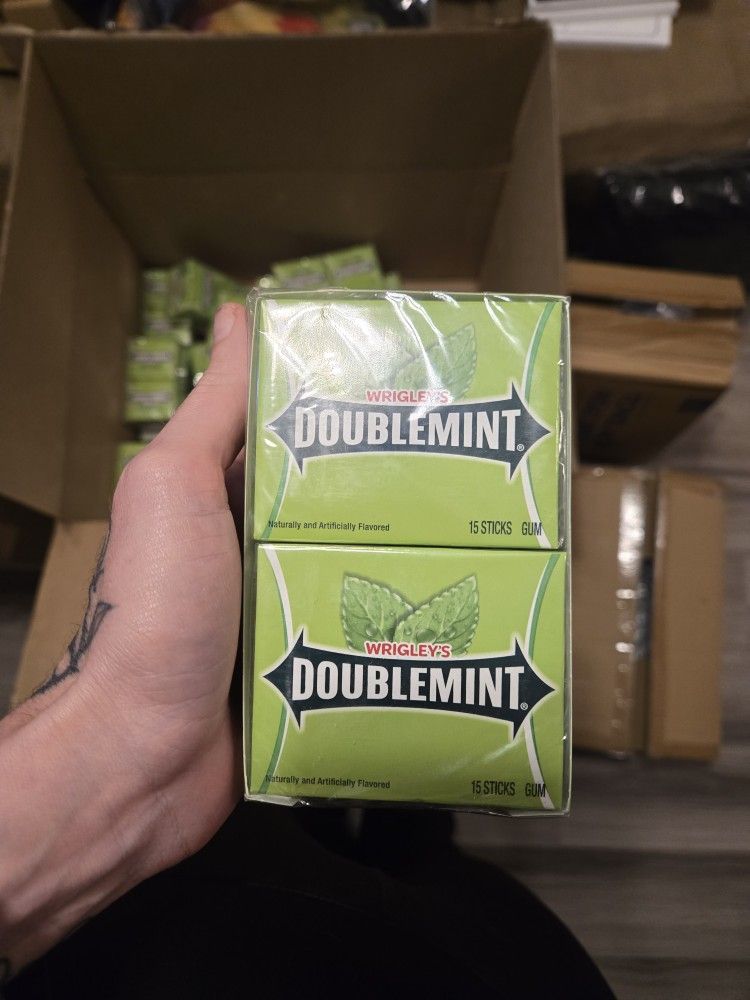 WRIGLEY'S
DOUBLEMINT®
Naturally and Artificially Flavored 15 STICKS GUM
WRIGLEY'S
DOUBLEMINT®
Naturally and Artificially Flavored 15 STICKS GUM